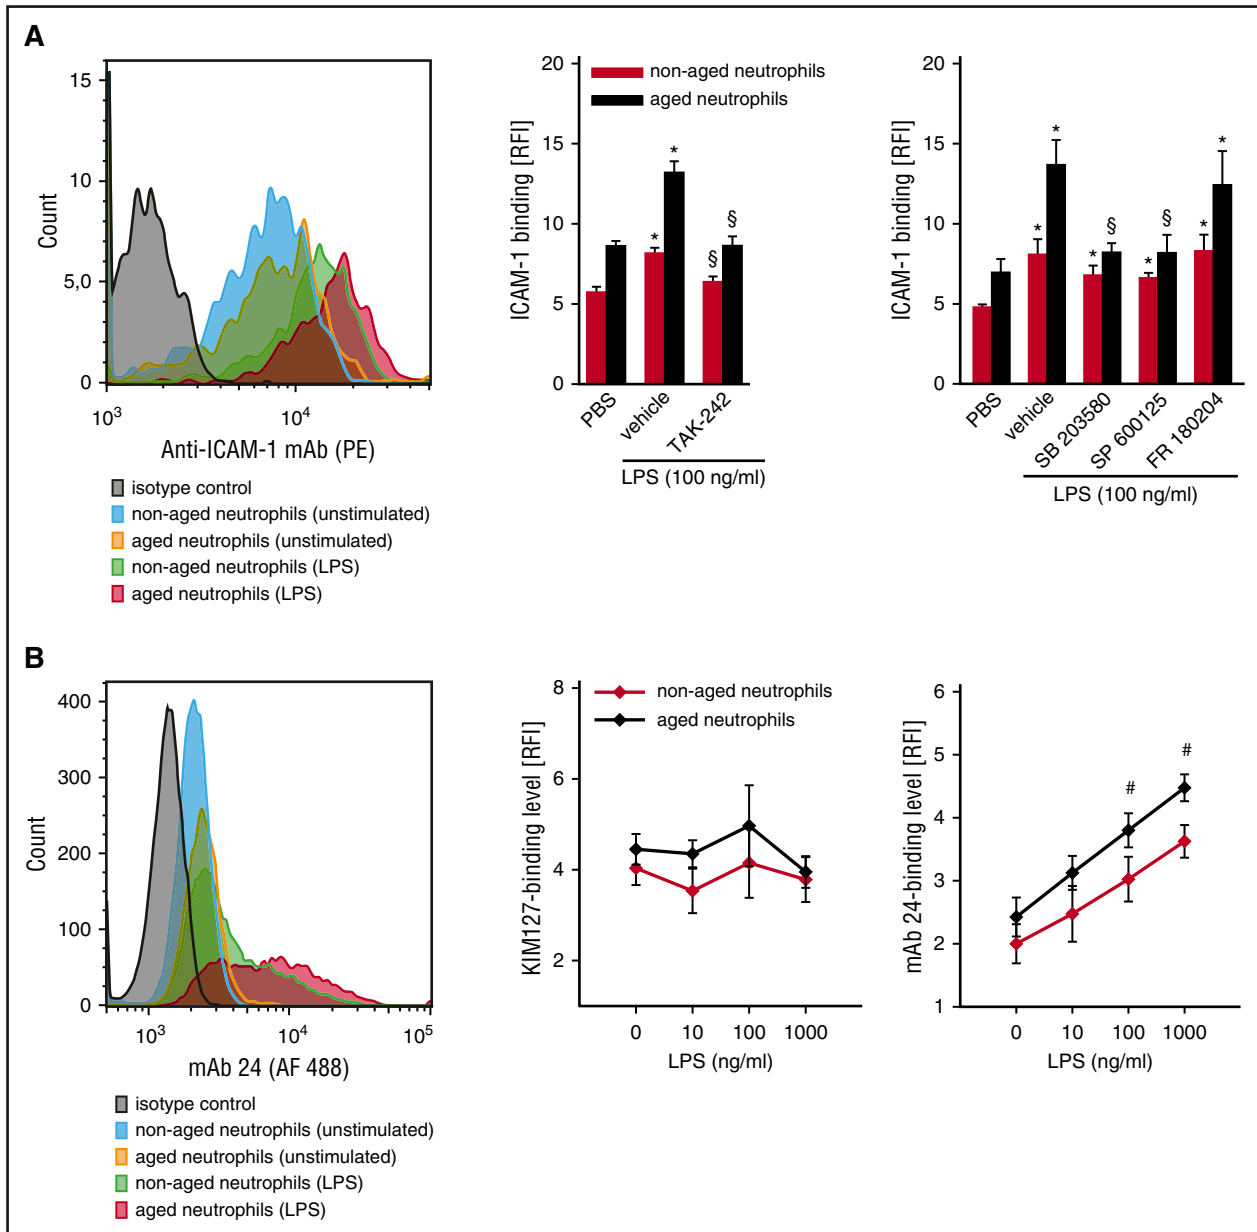 A
15
10
5,0
0
Count
10³
10⁴
Anti-ICAM-1 mAb (PE)
isotype control
non-aged neutrophils (unstimulated)
aged neutrophils (unstimulated)
non-aged neutrophils (LPS)
aged neutrophils (LPS)
20
15
10
5
0
ICAM-1 binding [RFI]
non-aged neutrophils
aged neutrophils
*
*
§
§
PBS
vehicle
TAK-242
LPS (100 ng/ml)
20
15
10
5
0
ICAM-1 binding [RFI]
*
*
*
§
*
§
*
*
PBS
vehicle
SB 203580
SP 600125
FR 180204
LPS (100 ng/ml)
B
400
300
200
100
0
Count
10³
10⁴
10⁵
mAb 24 (AF 488)
isotype control
non-aged neutrophils (unstimulated)
aged neutrophils (unstimulated)
non-aged neutrophils (LPS)
aged neutrophils (LPS)
8
6
4
2
KIM127-binding level [RFI]
non-aged neutrophils
aged neutrophils
0 10 100 1000
LPS (ng/ml)
6
5
4
3
2
1
mAb 24-binding level [RFI]
#
#
0 10 100 1000
LPS (ng/ml)